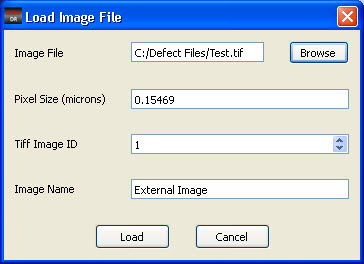 DR Load Image File
Image File C:/Defect Files/Test.tif Browse
Pixel Size (microns) 0.15469
Tiff Image ID 1
Image Name External Image
Load Cancel